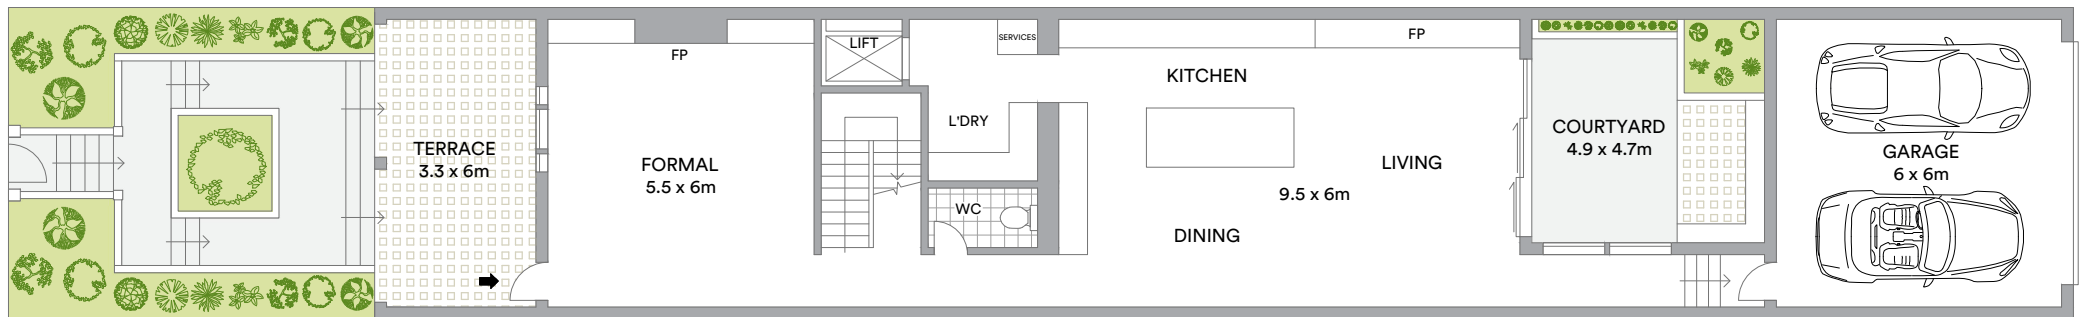 TERRACE
3.3 x 6m
FP
FORMAL
5.5 x 6m
LIFT
SERVICES
L'DRY
WC
KITCHEN
FP
LIVING
9.5 x 6m
DINING
COURTYARD
4.9 x 4.7m
GARAGE
6 x 6m